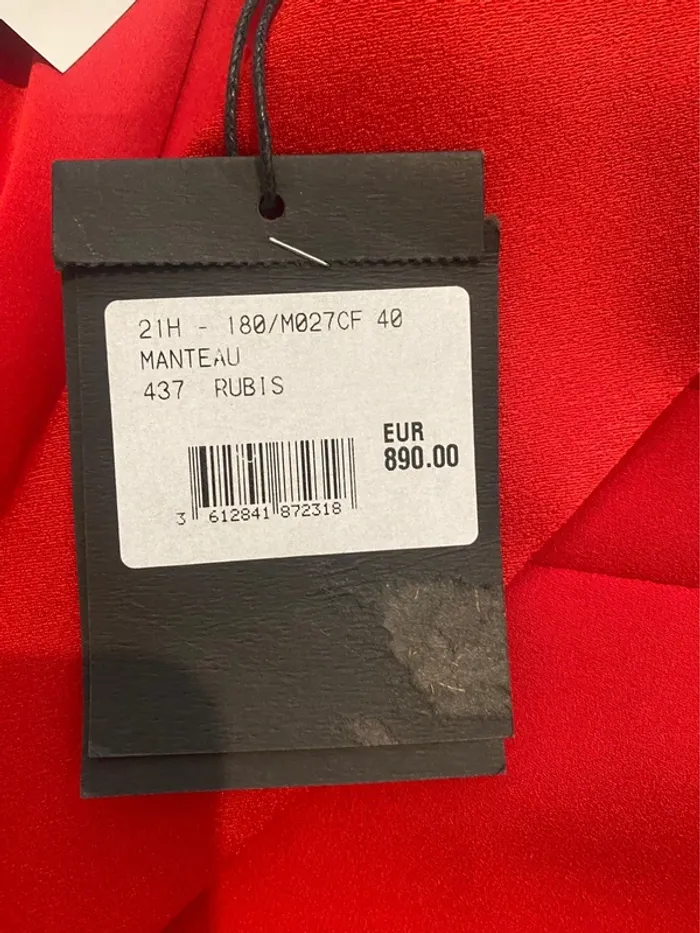 21H - 180/M027CF 40
MANTEAU
437 RUBIS
EUR
890.00
3 612841 872318